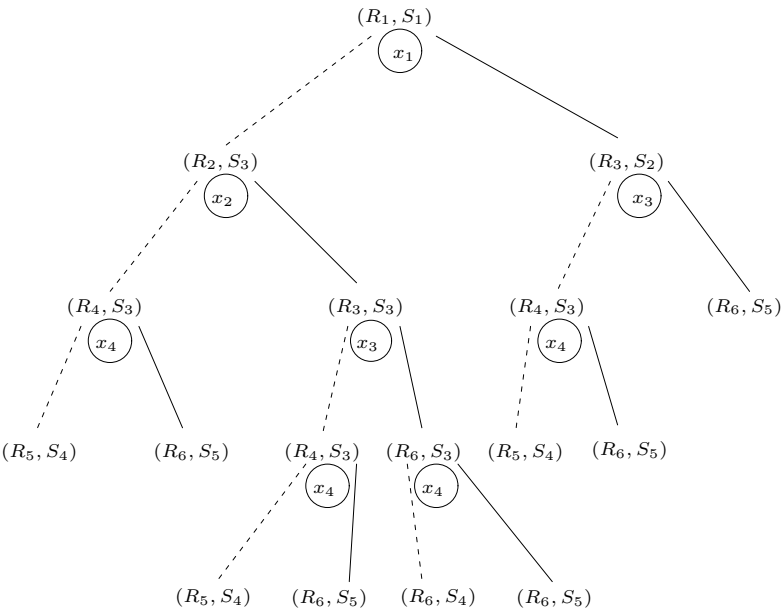 (R₁, S₁)
x₁
(R₂, S₃) (R₃, S₂)
x₂ x₃
(R₄, S₃) (R₃, S₃) (R₄, S₃) (R₆, S₅)
x₄ x₃ x₄
(R₅, S₄) (R₆, S₅) (R₄, S₃) (R₆, S₃) (R₅, S₄) (R₆, S₅)
x₄ x₄
(R₅, S₄) (R₆, S₅) (R₆, S₄) (R₆, S₅)